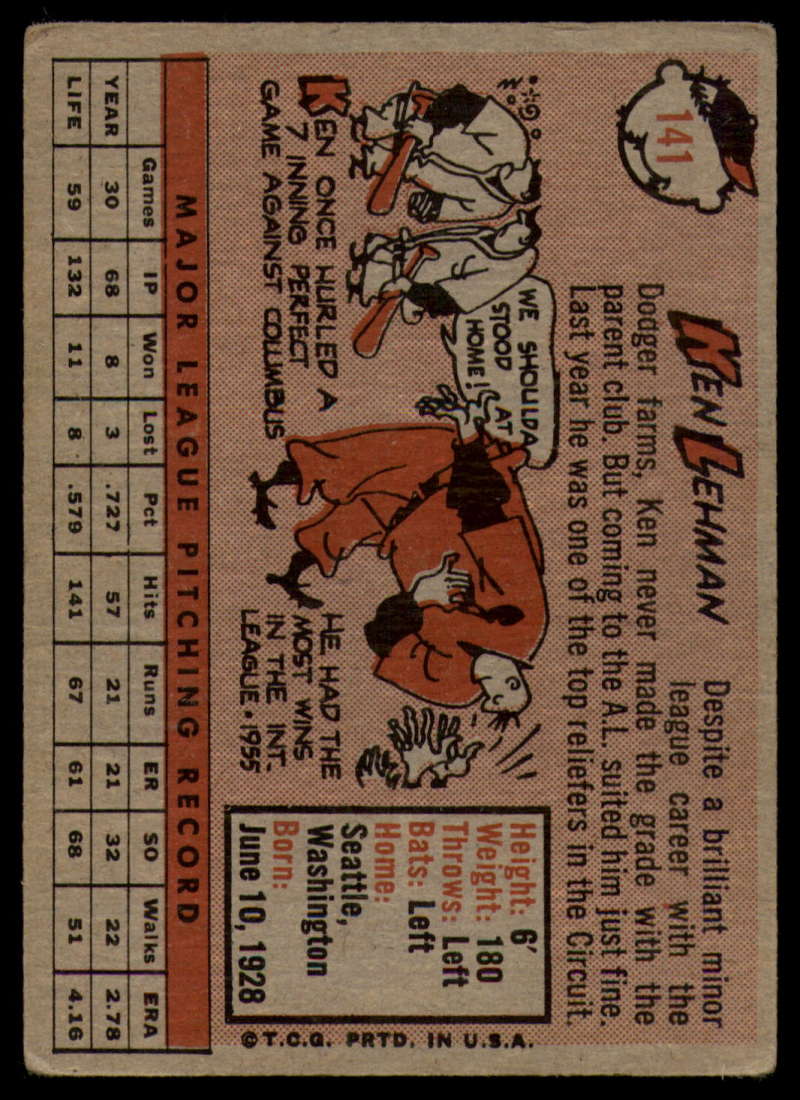 141
KEN LEHMAN
Despite a brilliant minor
league career with the
Dodger farms, Ken never made the grade with the
parent club. But coming to the A.L. suited him just fine.
Last year he was one of the top reliefers in the Circuit.
WE SHOULDA
STOOD AT
HOME!
KEN ONCE HURLED A
7 INNING PERFECT
GAME AGAINST COLUMBUS
HE HAD THE
MOST WINS
IN THE INT.
LEAGUE • 1955
Height: 6'
Weight: 180
Throws: Left
Bats: Left
Home:
Seattle,
Washington
Born:
June 10, 1928
MAJOR LEAGUE PITCHING RECORD
Games IP Won Lost Pct Hits Runs ER SO Walks ERA
YEAR 30 68 8 3 .727 57 21 21 32 22 2.78
LIFE 59 132 11 8 .579 141 67 61 68 51 4.16
© T.C.G. PRTD. IN U.S.A.